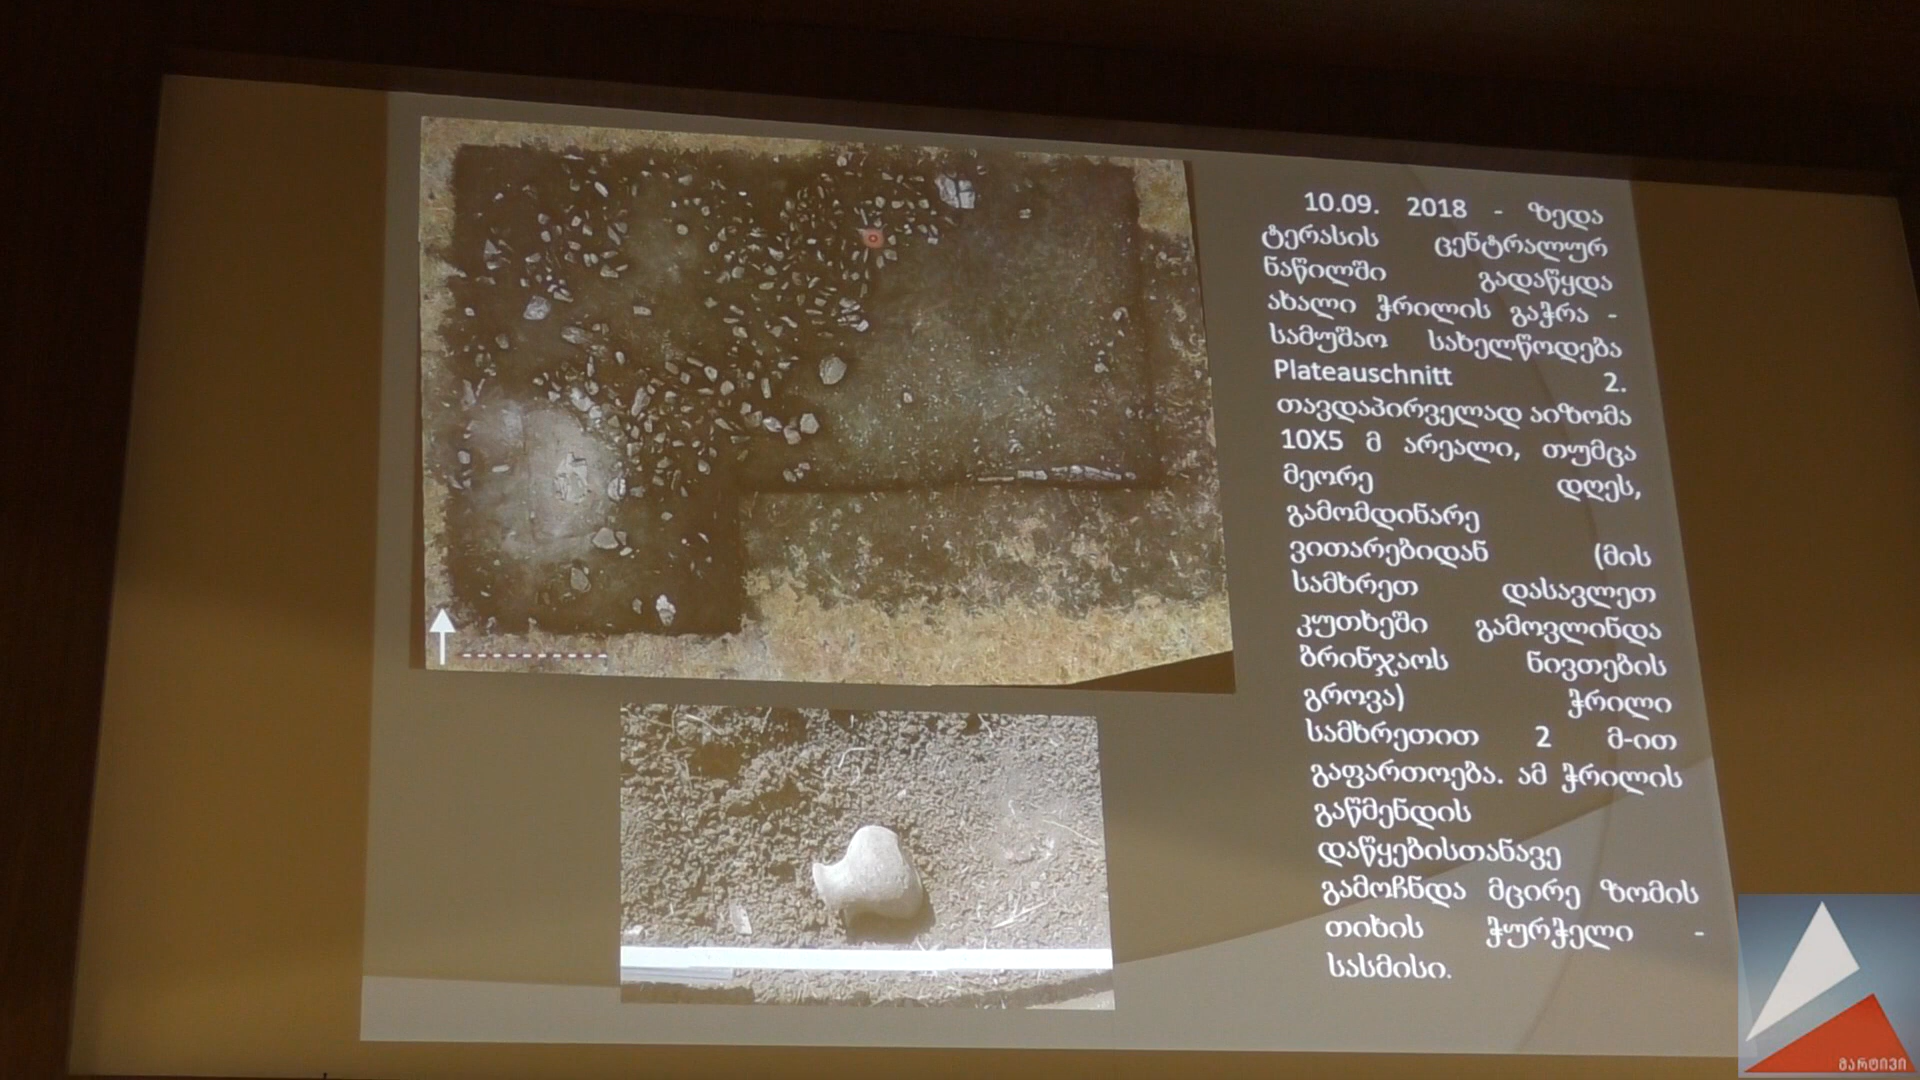 10.09. 2018 - ზედა
ტერასის ცენტრალურ
ნაწილში გადაწყდა
ახალი ჭრილის გაჭრა -
სამუშაო სახელწოდება
Plateauschnitt 2.
თავდაპირველად აიზომა
10X5 მ არეალი, თუმცა
მეორე დღეს,
გამომდინარე
ვითარებიდან (მის
სამხრეთ დასავლეთ
კუთხეში გამოვლინდა
ბრინჯაოს ნივთების
გროვა) ჭრილი
სამხრეთით 2 მ-ით
გაფართოება. ამ ჭრილის
გაწმენდის
დაწყებისთანავე
გამოჩნდა მცირე ზომის
თიხის ჭურჭელი -
სასმისი.
მარტივი